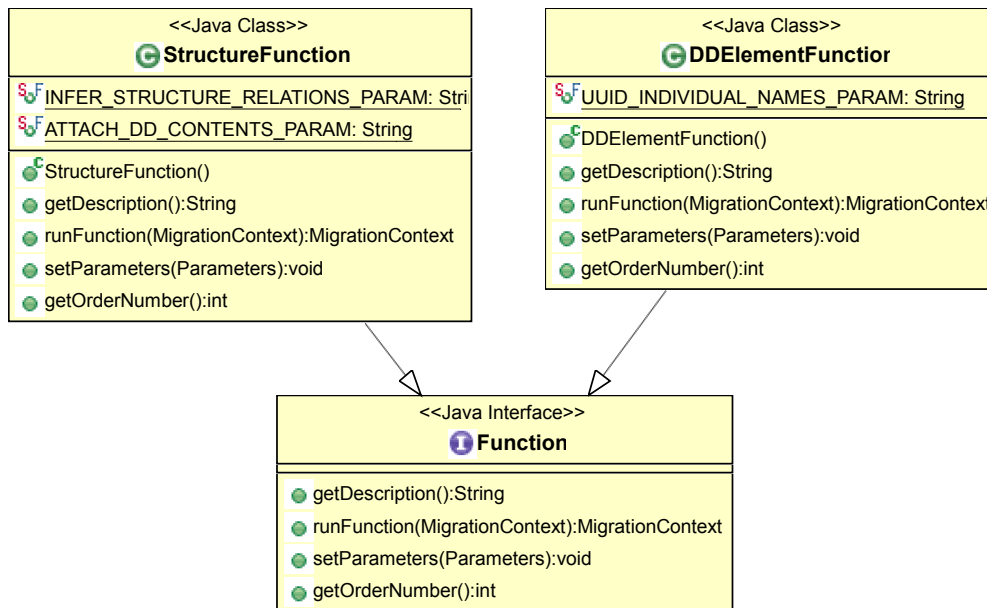 <<Java Class>>
StructureFunction
INFER_STRUCTURE_RELATIONS_PARAM: Stri
ATTACH_DD_CONTENTS_PARAM: String
StructureFunction()
getDescription():String
runFunction(MigrationContext):MigrationContext
setParameters(Parameters):void
getOrderNumber():int
<<Java Class>>
DDElementFunction
UUID_INDIVIDUAL_NAMES_PARAM: String
DDElementFunction()
getDescription():String
runFunction(MigrationContext):MigrationContext
setParameters(Parameters):void
getOrderNumber():int
<<Java Interface>>
Function
getDescription():String
runFunction(MigrationContext):MigrationContext
setParameters(Parameters):void
getOrderNumber():int